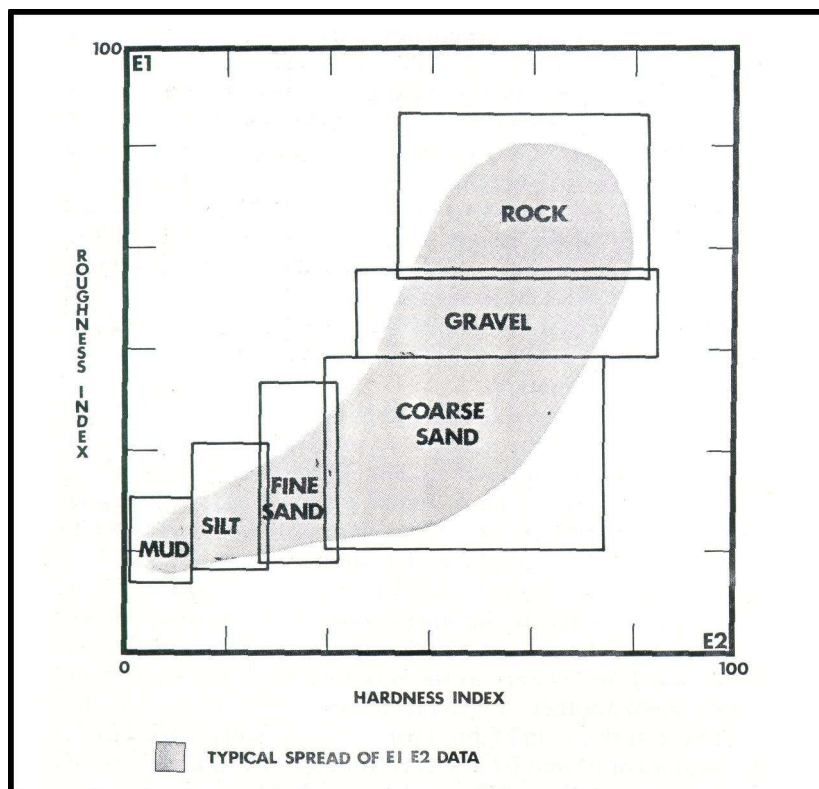 100
E1
ROCK
GRAVEL
COARSE
SAND
FINE
SAND
SILT
MUD
ROUGHNESS INDEX
E2
0
100
HARDNESS INDEX
TYPICAL SPREAD OF E1 E2 DATA